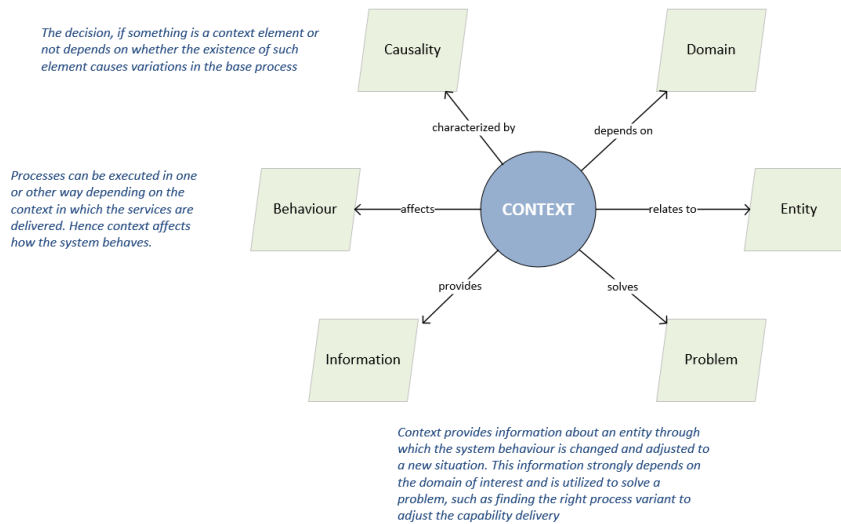 The decision, if something is a context element or
not depends on whether the existence of such
element causes variations in the base process
Causality
Domain
characterized by
depends on
Processes can be executed in one
or other way depending on the
context in which the services are
delivered. Hence context affects
how the system behaves.
Behaviour
affects
CONTEXT
relates to
Entity
provides
solves
Information
Problem
Context provides information about an entity through
which the system behaviour is changed and adjusted to
a new situation. This information strongly depends on
the domain of interest and is utilized to solve a
problem, such as finding the right process variant to
adjust the capability delivery